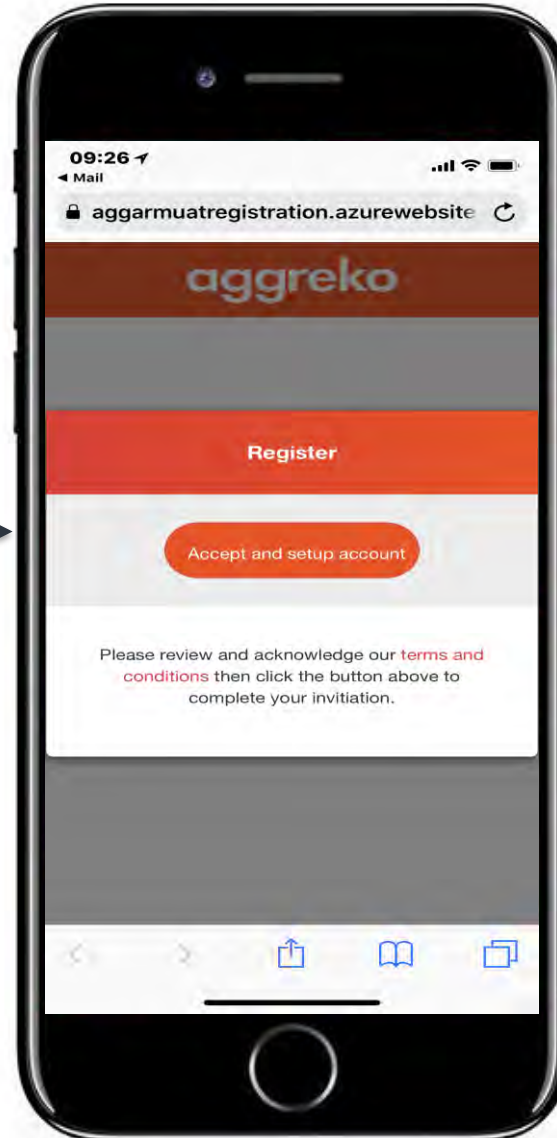 09:26
Mail
aggarmuatregistration.azurewebsite
aggreko
Register
Accept and setup account
Please review and acknowledge our terms and
conditions then click the button above to
complete your invitiation.